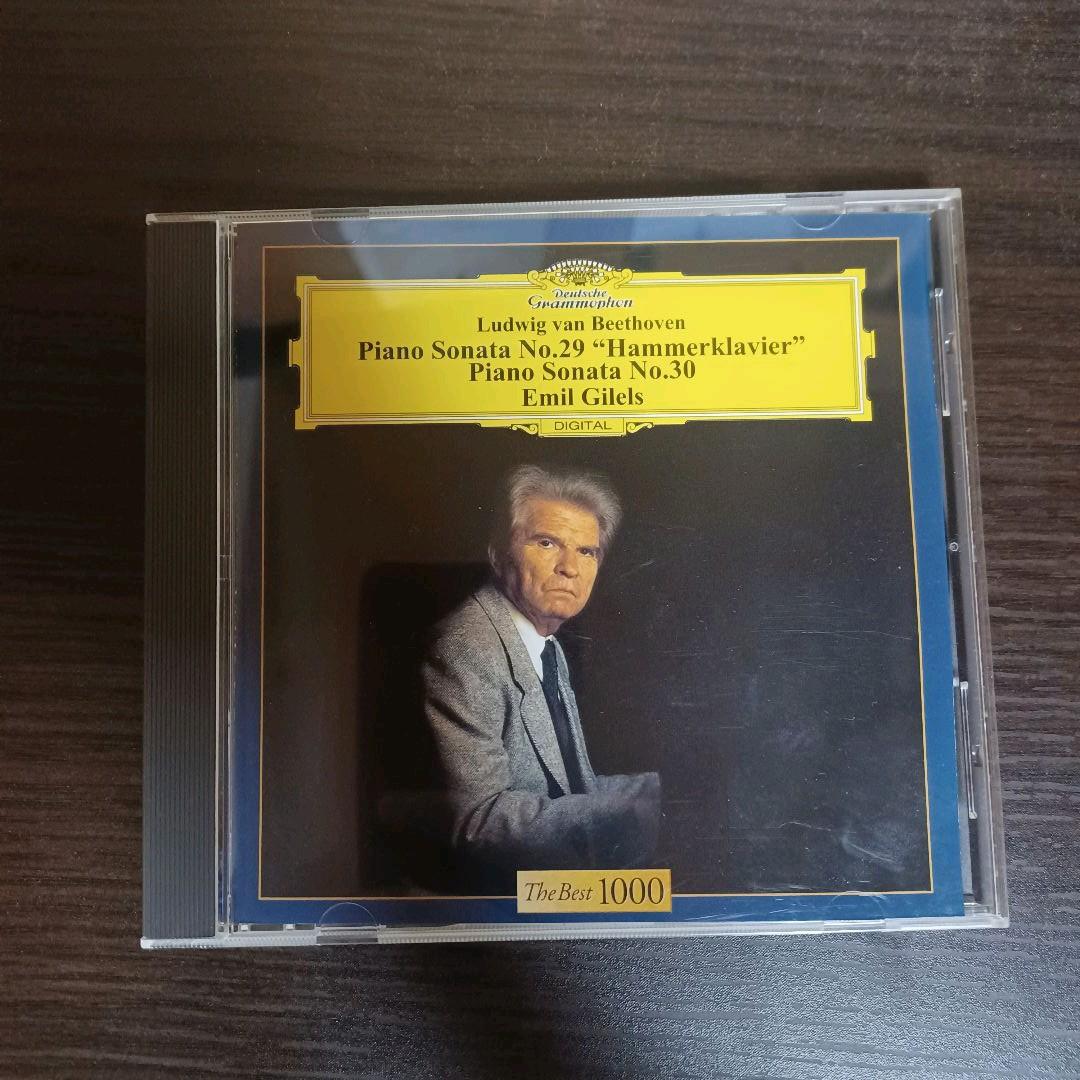 Deutsche
Grammophon
Ludwig van Beethoven
Piano Sonata No.29 “Hammerklavier”
Piano Sonata No.30
Emil Gilels
DIGITAL
The Best 1000